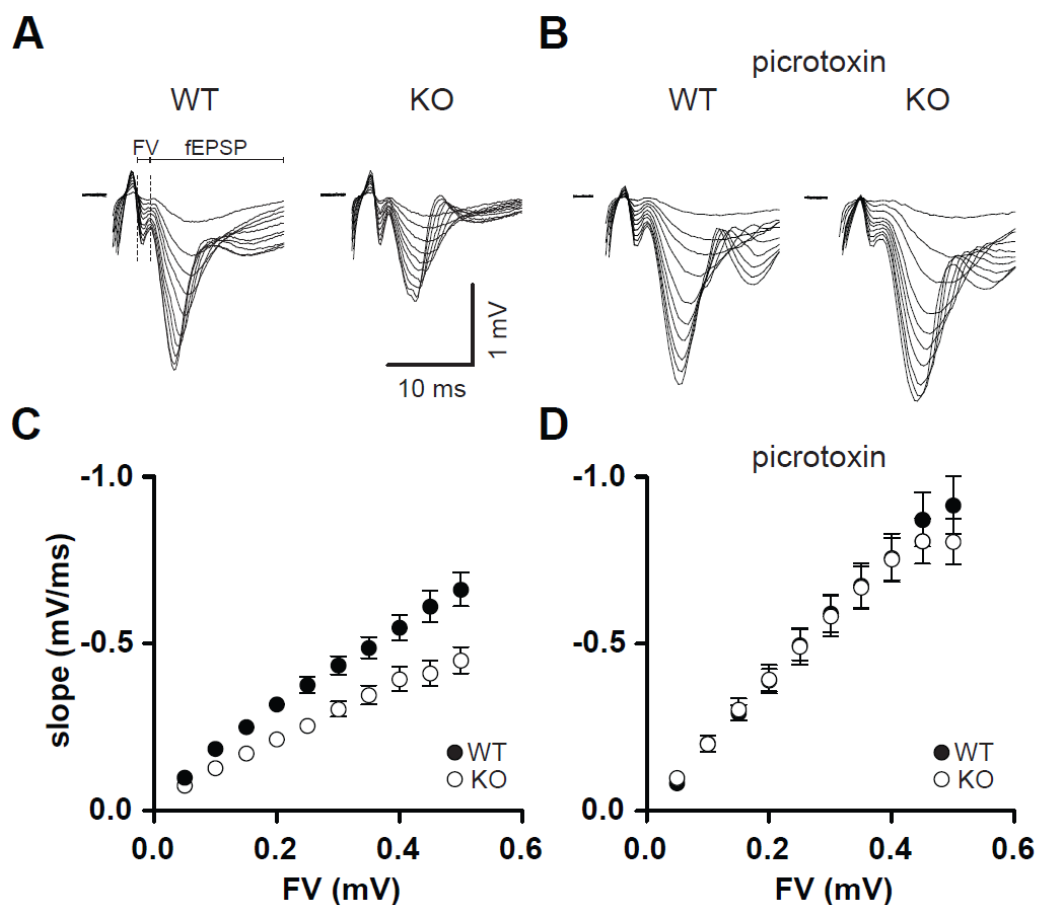 A
B
picrotoxin
WT
KO
WT
KO
FV
fEPSP
1 mV
10 ms
C
D
picrotoxin
-1.0
-0.5
0.0
slope (mV/ms)
WT
KO
0.0 0.2 0.4 0.6
FV (mV)
-1.0
-0.5
0.0
WT
KO
0.0 0.2 0.4 0.6
FV (mV)